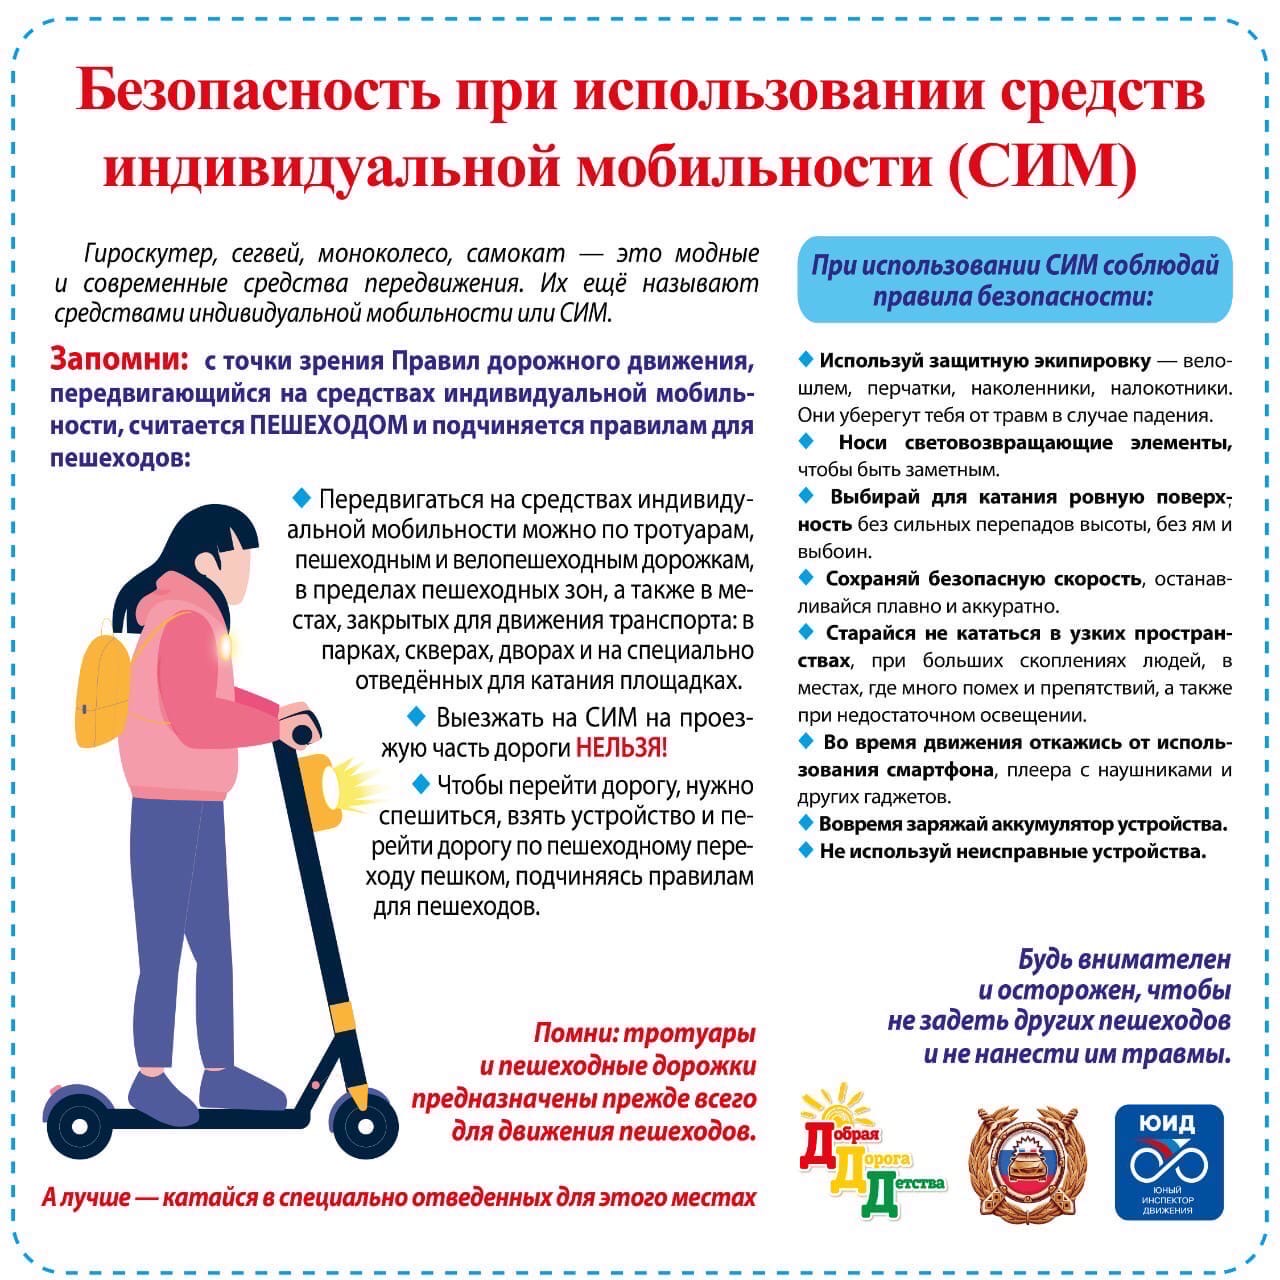 Безопасность при использовании средств
индивидуальной мобильности (СИМ)
Гироскутер, сегвей, моноколесо, самокат — это модные
и современные средства передвижения. Их ещё называют
средствами индивидуальной мобильности или СИМ.
Запомни: с точки зрения Правил дорожного движения,
передвигающийся на средствах индивидуальной мобиль-
ности, считается ПЕШЕХОДОМ и подчиняется правилам для
пешеходов:
◆ Передвигаться на средствах индивиду-
альной мобильности можно по тротуарам,
пешеходным и велопешеходным дорожкам,
в пределах пешеходных зон, а также в ме-
стах, закрытых для движения транспорта: в
парках, скверах, дворах и на специально
отведённых для катания площадках.
◆ Выезжать на СИМ на проез-
жую часть дороги НЕЛЬЗЯ!
◆ Чтобы перейти дорогу, нужно
спешиться, взять устройство и пе-
рейти дорогу по пешеходному пере-
ходу пешком, подчиняясь правилам
для пешеходов.
Помни: тротуары
и пешеходные дорожки
предназначены прежде всего
для движения пешеходов.
А лучше — катайся в специально отведенных для этого местах
При использовании СИМ соблюдай
правила безопасности:
◆ Используй защитную экипировку — вело-
шлем, перчатки, наколенники, налокотники.
Они уберегут тебя от травм в случае падения.
◆ Носи световозвращающие элементы,
чтобы быть заметным.
◆ Выбирай для катания ровную поверх-
ность без сильных перепадов высоты, без ям и
выбоин.
◆ Сохраняй безопасную скорость, останав-
ливайся плавно и аккуратно.
◆ Старайся не кататься в узких простран-
ствах, при больших скоплениях людей, в
местах, где много помех и препятствий, а также
при недостаточном освещении.
◆ Во время движения откажись от исполь-
зования смартфона, плеера с наушниками и
других гаджетов.
◆ Вовремя заряжай аккумулятор устройства.
◆ Не используй неисправные устройства.
Будь внимателен
и осторожен, чтобы
не задеть других пешеходов
и не нанести им травмы.
Добрая
Дорога
Детства
ЮИД
ЮНЫЙ
ИНСПЕКТОР
ДВИЖЕНИЯ